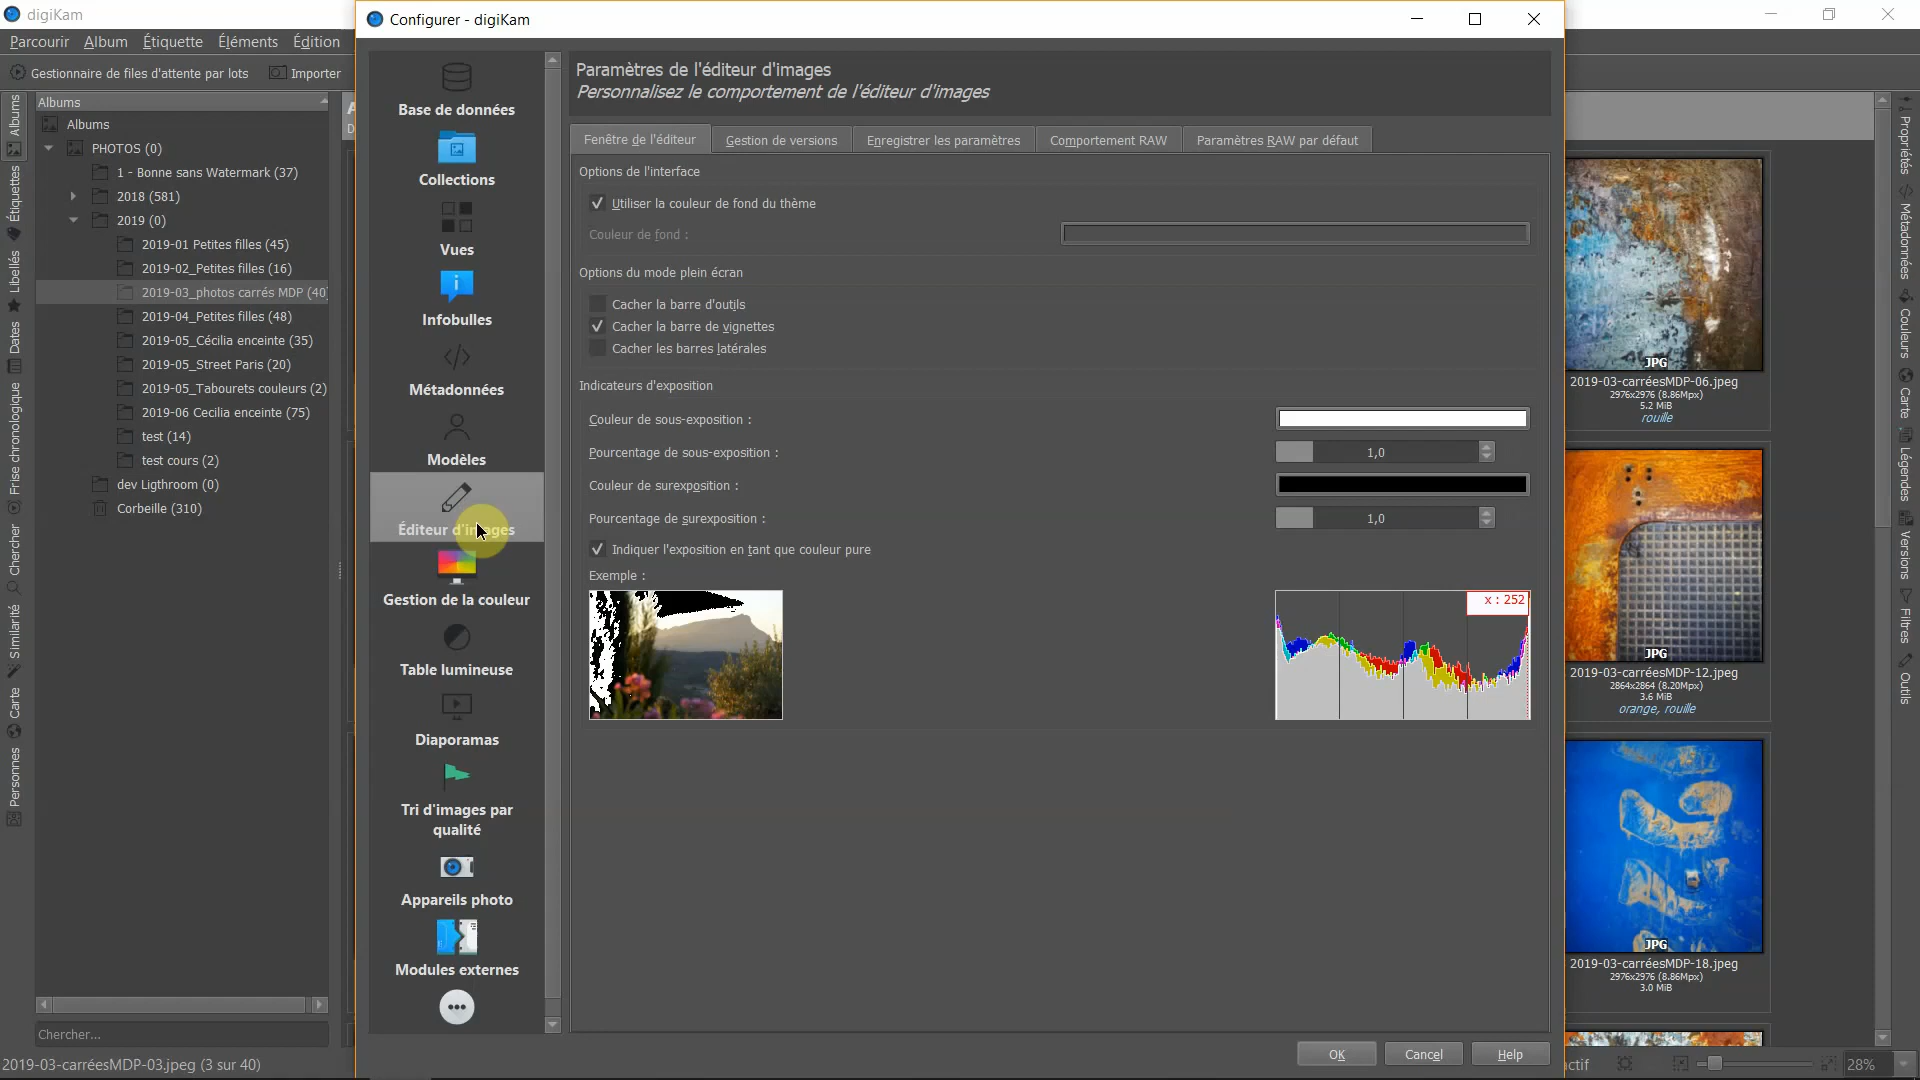 digiKam
Parcourir Album Étiquette Éléments Édition
Gestionnaire de files d'attente par lots Importer
Albums
Albums
PHOTOS (0)
1 - Bonne sans Watermark (37)
2018 (581)
2019 (0)
2019-01 Petites filles (45)
2019-02_Petites filles (16)
2019-03_photos carrés MDP (40)
2019-04_Petites filles (48)
2019-05_Cécilia enceinte (35)
2019-05_Street Paris (20)
2019-05_Tabourets couleurs (2)
2019-06 Cecilia enceinte (75)
test (14)
test cours (2)
dev Ligthroom (0)
Corbeille (310)
Chercher...
2019-03-carréesMDP-03.jpeg (3 sur 40)
Albums
Étiquettes
Libellés
Dates
Frise chronologique
Chercher
Similarité
Carte
Personnes
Configurer - digiKam
Base de données
Collections
Vues
Infobulles
Métadonnées
Modèles
Éditeur d'images
Gestion de la couleur
Table lumineuse
Diaporamas
Tri d'images par
qualité
Appareils photo
Modules externes
Paramètres de l'éditeur d'images
Personnalisez le comportement de l'éditeur d'images
Fenêtre de l'éditeur Gestion de versions Enregistrer les paramètres Comportement RAW Paramètres RAW par défaut
Options de l'interface
Utiliser la couleur de fond du thème
Couleur de fond :
Options du mode plein écran
Cacher la barre d'outils
Cacher la barre de vignettes
Cacher les barres latérales
Indicateurs d'exposition
Couleur de sous-exposition :
Pourcentage de sous-exposition : 1,0
Couleur de surexposition :
Pourcentage de surexposition : 1,0
Indiquer l'exposition en tant que couleur pure
Exemple :
x : 252
OK Cancel Help
JPG
2019-03-carréesMDP-06.jpeg
2976x2976 (8.86Mpx)
5.2 MiB
rouille
JPG
2019-03-carréesMDP-12.jpeg
2864x2864 (8.20Mpx)
3.6 MiB
orange, rouille
JPG
2019-03-carréesMDP-18.jpeg
2976x2976 (8.86Mpx)
3.0 MiB
28%
Propriétés
Métadonnées
Couleurs
Carte
Légendes
Versions
Filtres
Outils